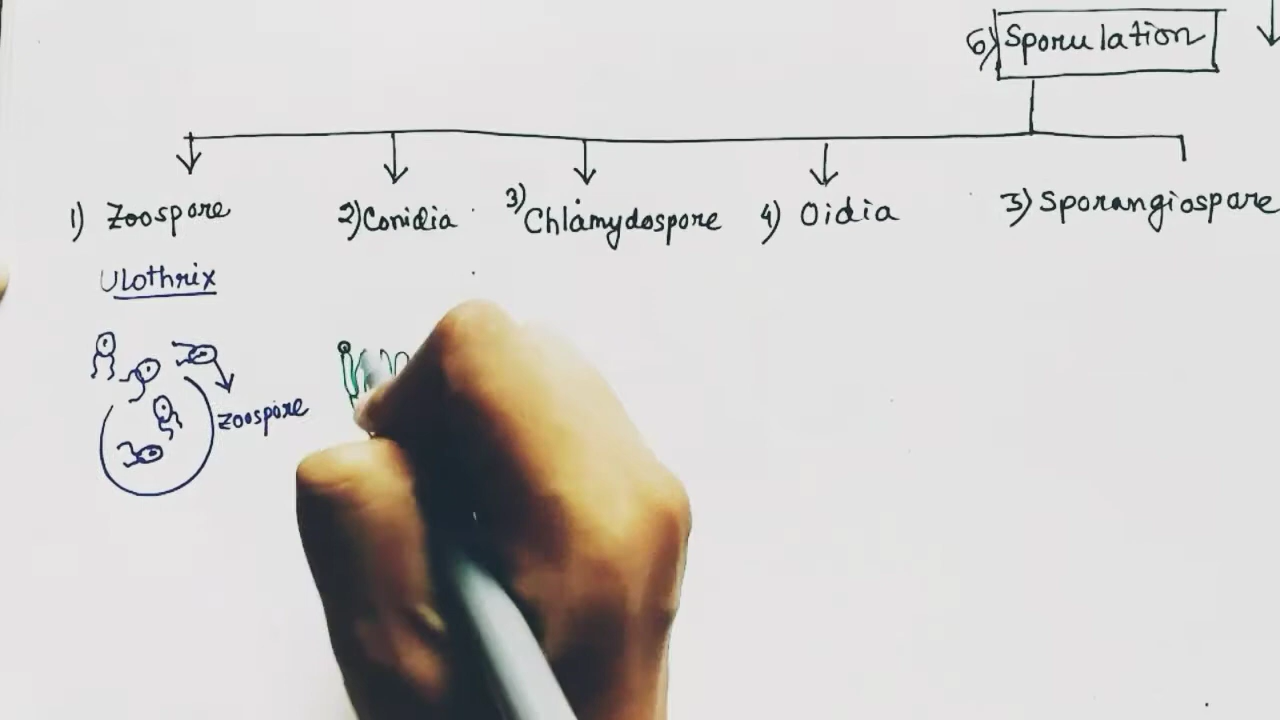 6) Sporulation
1) Zoospore 2) Conidia 3) Chlamydospore 4) Oidia 3) Sporangiospore
Ulothrix
zoospore